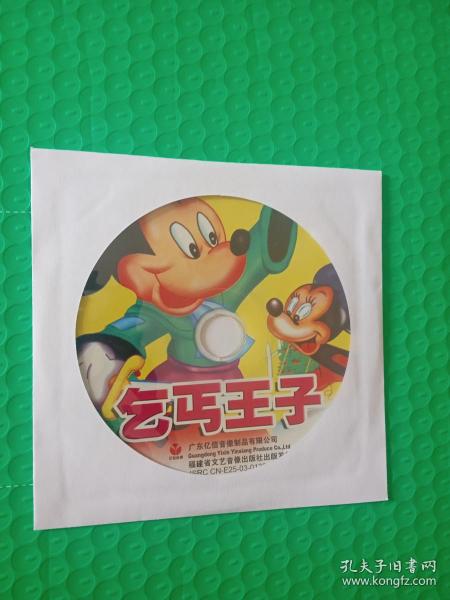 乞丐王子
广东亿信音像制品有限公司
Guangdong Yixin Yinxiang Produce Co.,Ltd
福建省文艺音像出版社出版发
ISRC CN-E25-03-01
孔夫子旧书网
www.kongfz.com